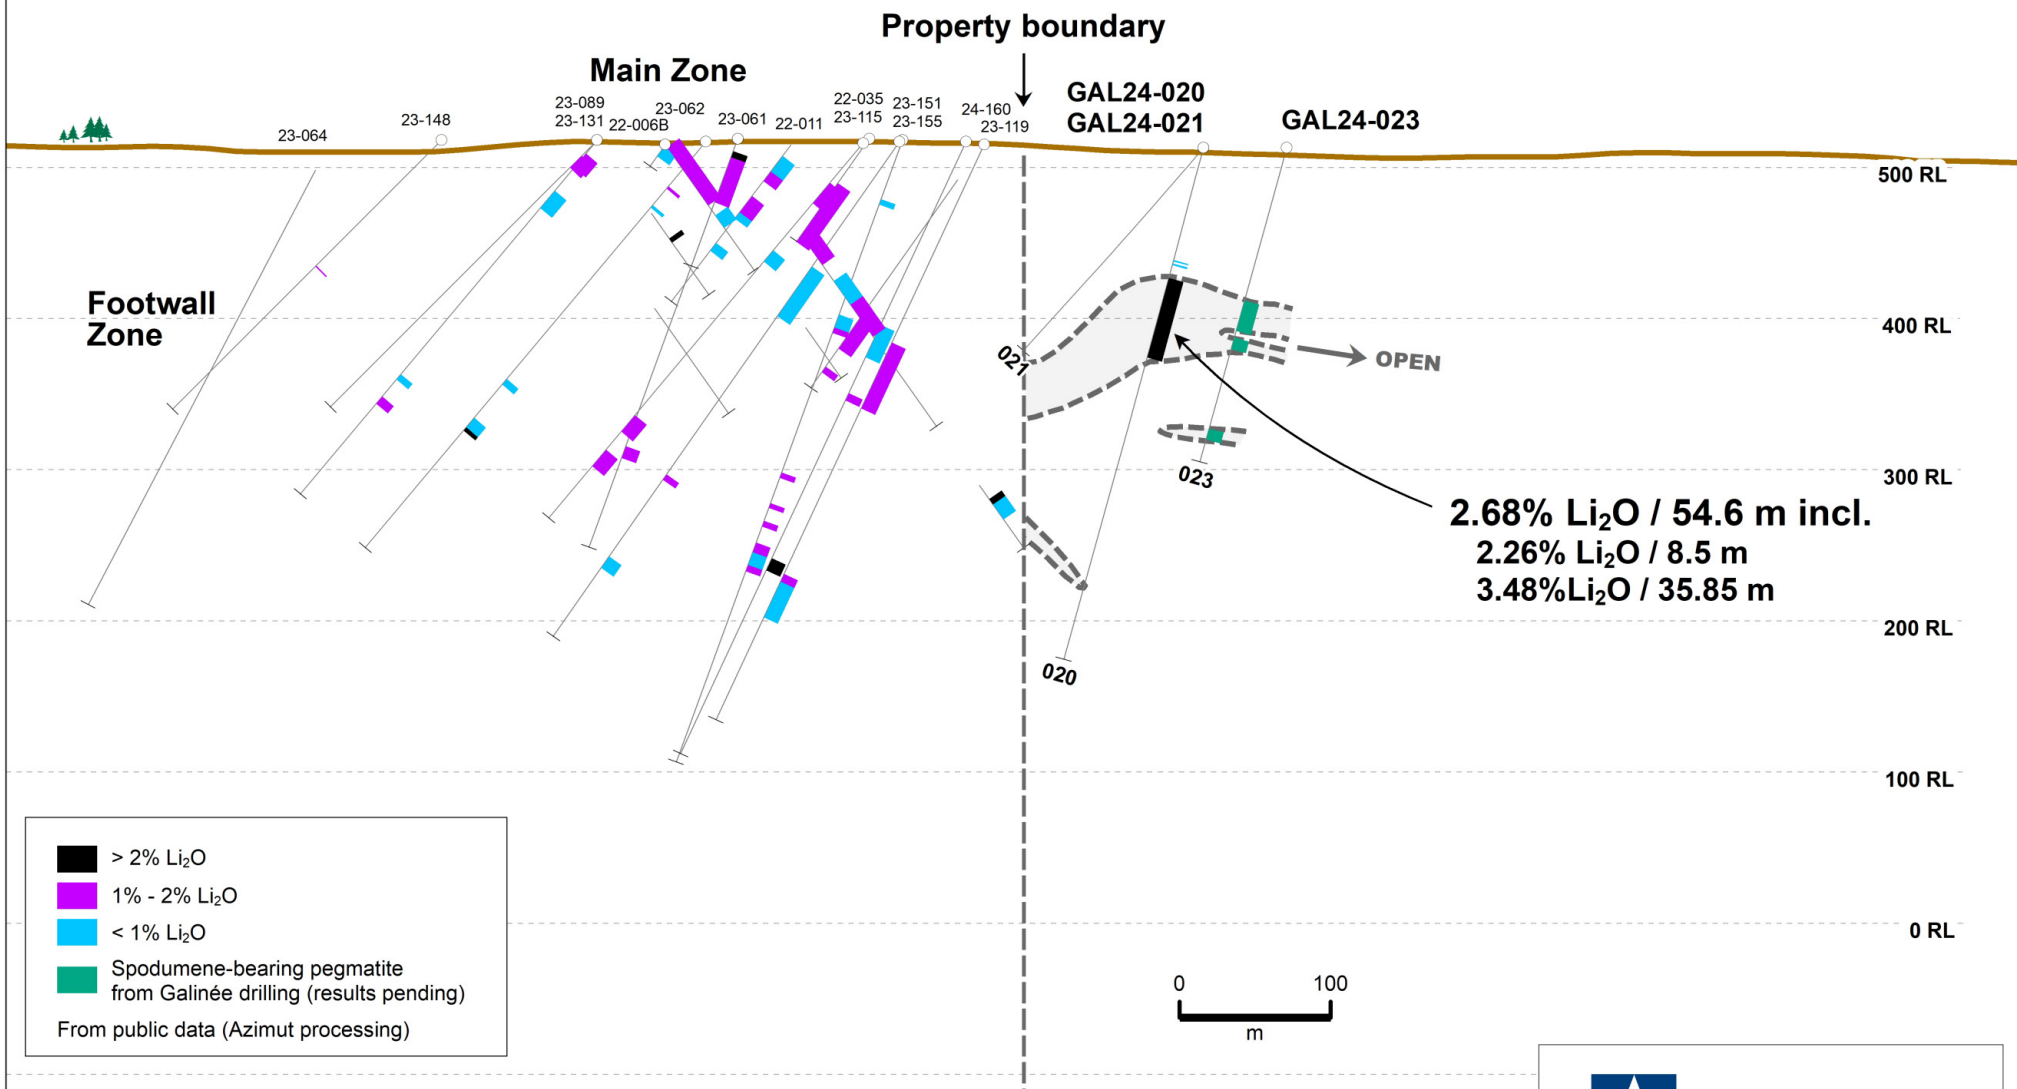 Property boundary
Main Zone
GAL24-020
GAL24-021
GAL24-023
23-064
23-148
23-089
23-131
22-006B
23-062
23-061
22-011
22-035
23-115
23-151
23-155
24-160
23-119
500 RL
Footwall
Zone
400 RL
021
OPEN
300 RL
023
2.68% Li₂O / 54.6 m incl.
2.26% Li₂O / 8.5 m
3.48%Li₂O / 35.85 m
200 RL
020
100 RL
> 2% Li₂O
1% - 2% Li₂O
< 1% Li₂O
Spodumene-bearing pegmatite
from Galinée drilling (results pending)
From public data (Azimut processing)
0 RL
0 100
m